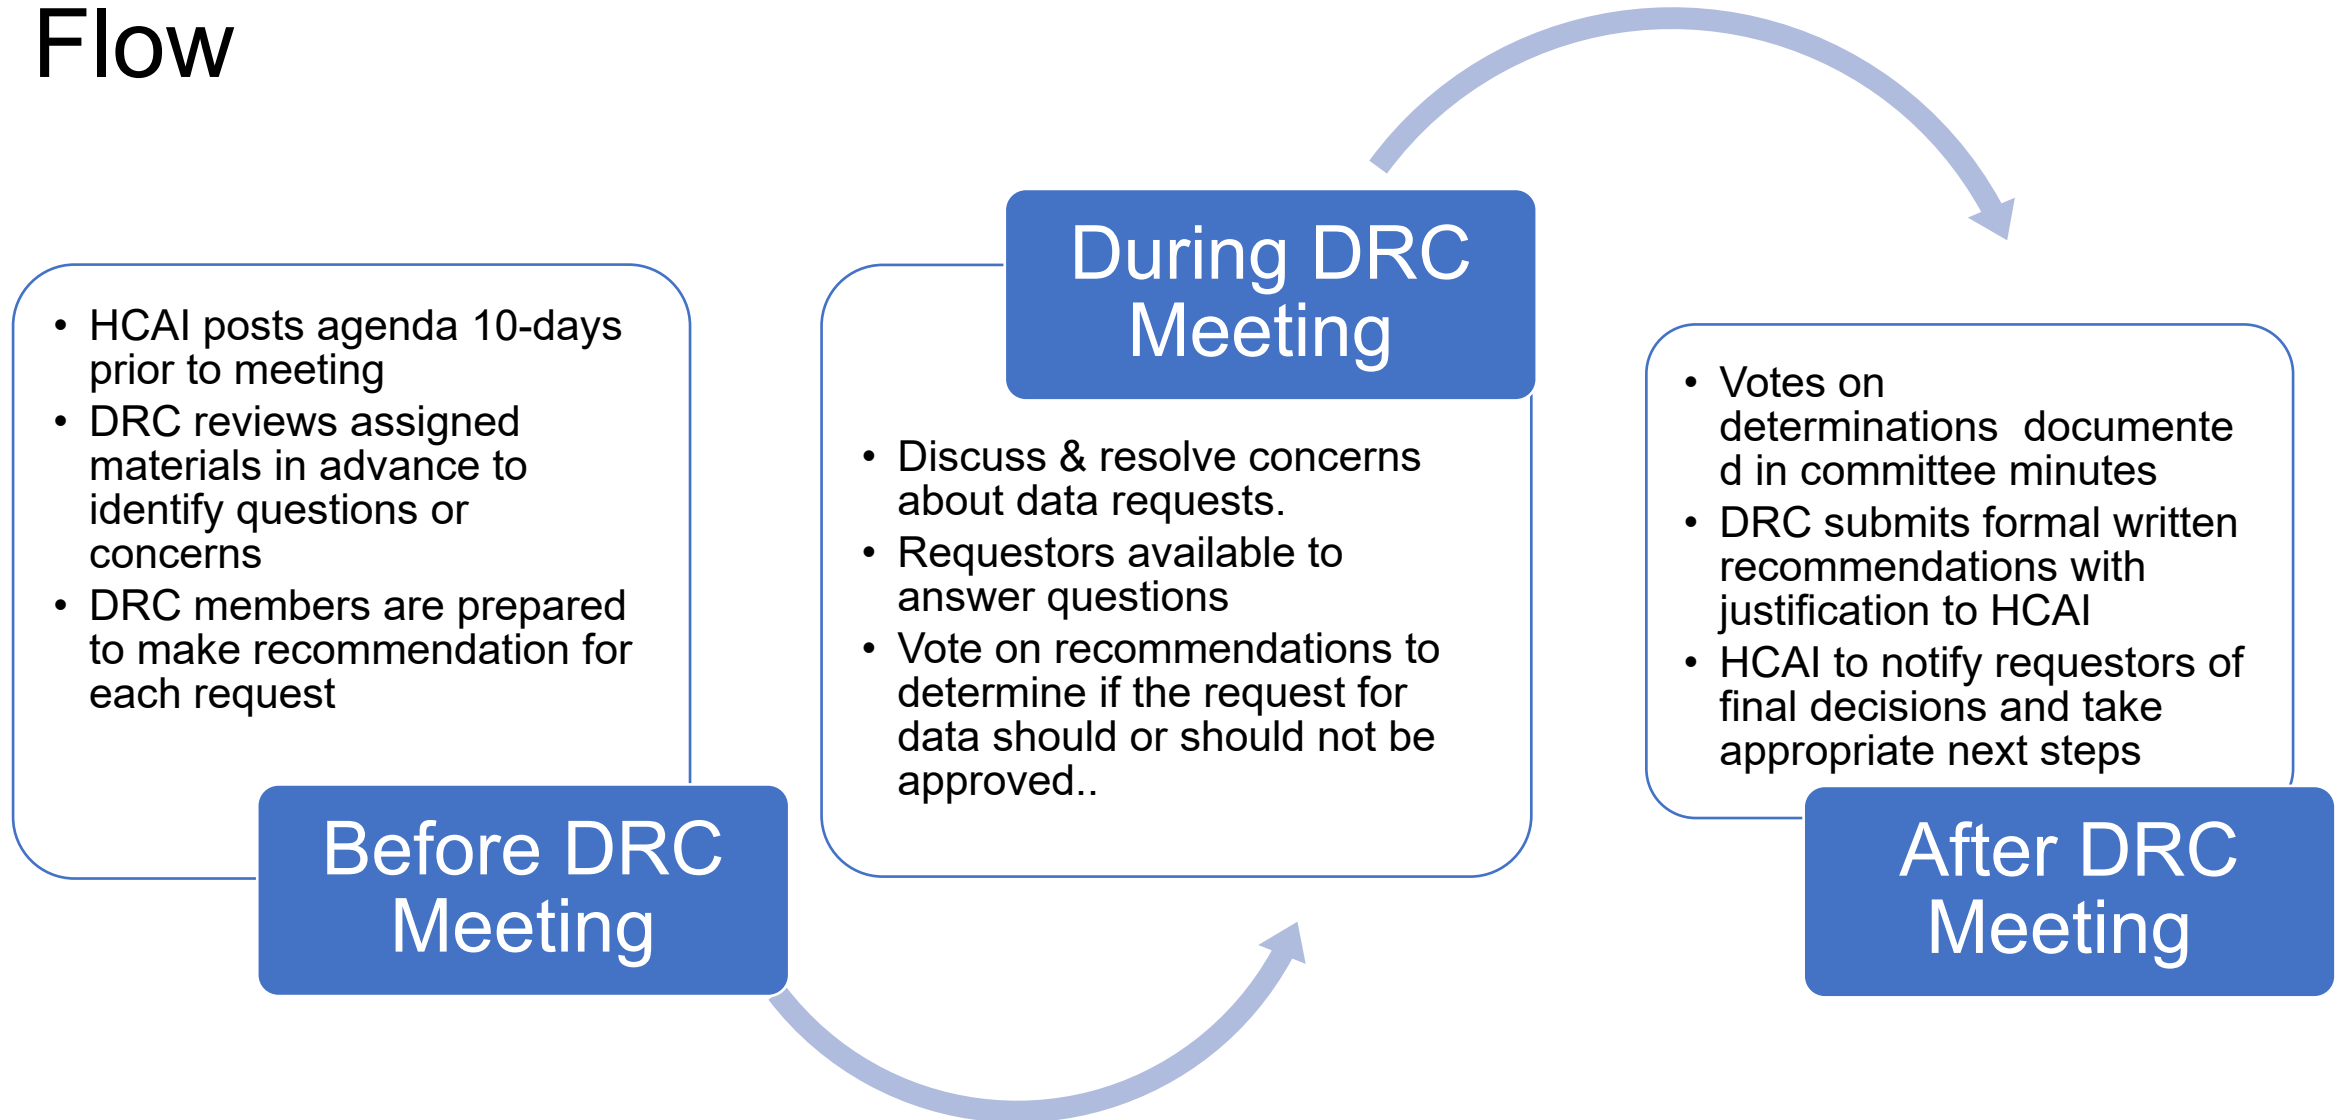 Flow
• HCAI posts agenda 10-days
prior to meeting
• DRC reviews assigned
materials in advance to
identify questions or
concerns
• DRC members are prepared
to make recommendation for
each request
Before DRC
Meeting
During DRC
Meeting
• Discuss & resolve concerns
about data requests.
• Requestors available to
answer questions
• Vote on recommendations to
determine if the request for
data should or should not be
approved..
• Votes on
determinations  documente
d in committee minutes
• DRC submits formal written
recommendations with
justification to HCAI
• HCAI to notify requestors of
final decisions and take
appropriate next steps
After DRC
Meeting